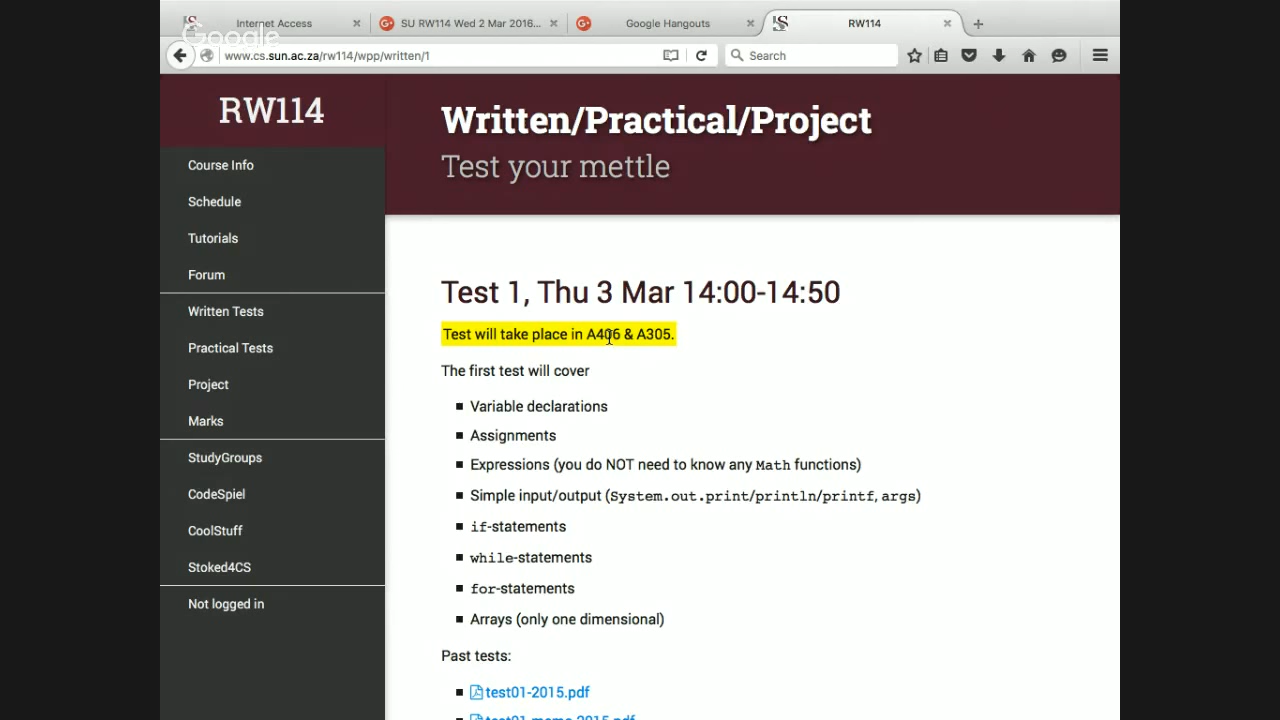 Internet Access
SU RW114 Wed 2 Mar 2016...
Google Hangouts
RW114
Google
www.cs.sun.ac.za/rw114/wpp/written/1
Search
RW114
Course Info
Schedule
Tutorials
Forum
Written Tests
Practical Tests
Project
Marks
StudyGroups
CodeSpiel
CoolStuff
Stoked4CS
Not logged in
Written/Practical/Project
Test your mettle
Test 1, Thu 3 Mar 14:00-14:50
Test will take place in A406 & A305.
The first test will cover
Variable declarations
Assignments
Expressions (you do NOT need to know any Math functions)
Simple input/output (System.out.print/println/printf, args)
if-statements
while-statements
for-statements
Arrays (only one dimensional)
Past tests:
test01-2015.pdf
test01-memo-2015.pdf